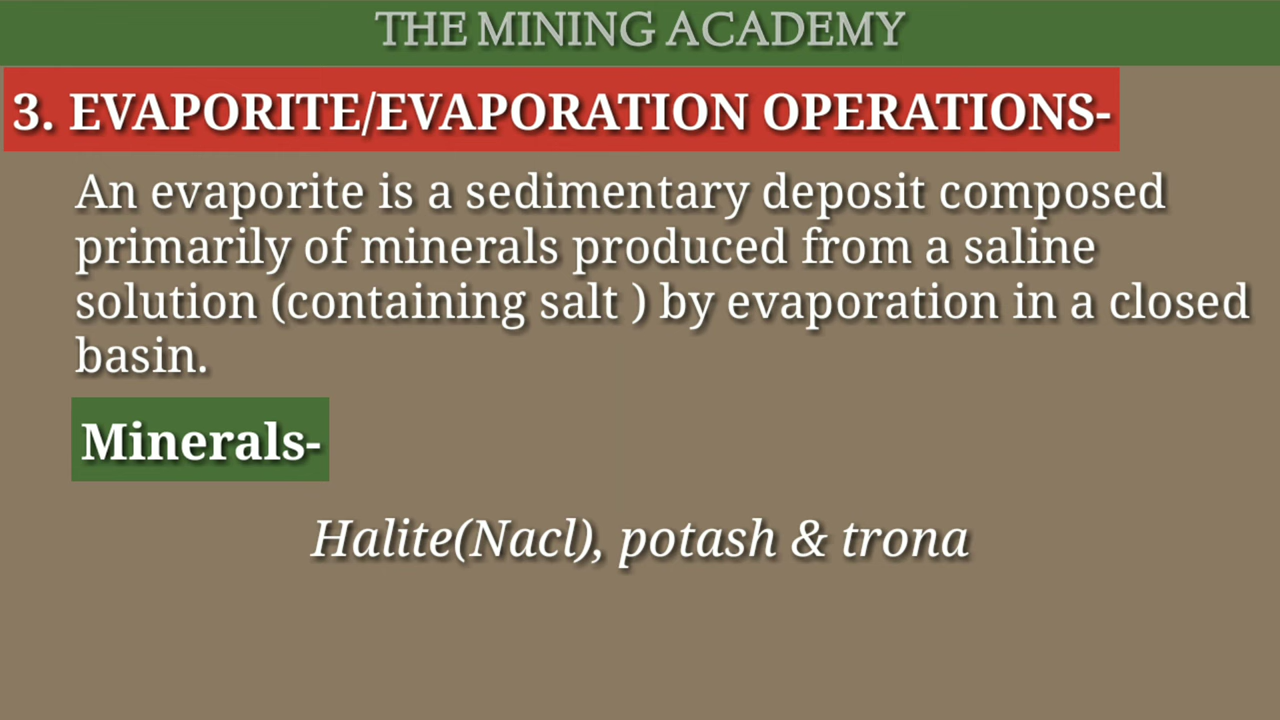 THE MINING ACADEMY
3. EVAPORITE/EVAPORATION OPERATIONS-
An evaporite is a sedimentary deposit composed
primarily of minerals produced from a saline
solution (containing salt ) by evaporation in a closed
basin.
Minerals-
Halite(Nacl), potash & trona